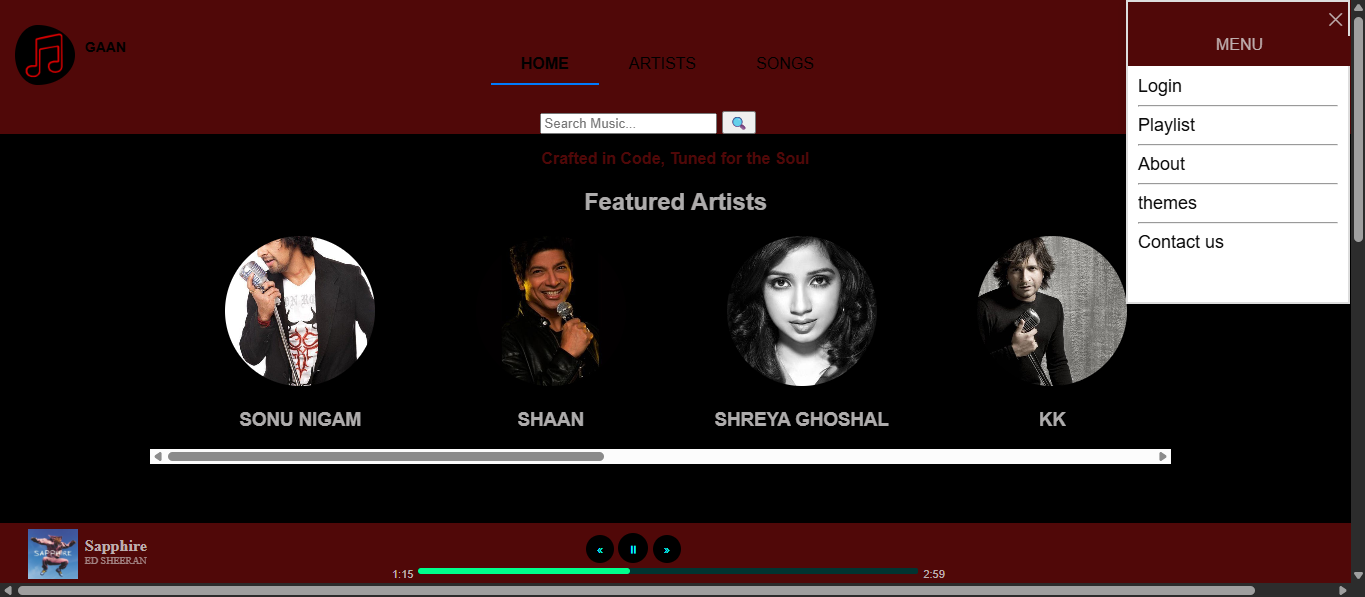 GAAN
HOME ARTISTS SONGS
Search Music...
MENU
Login
Playlist
About
themes
Contact us
Crafted in Code, Tuned for the Soul
Featured Artists
SONU NIGAM SHAAN SHREYA GHOSHAL KK
SAPPHIRE
Sapphire
ED SHEERAN
« ⏸ »
1:15 2:59